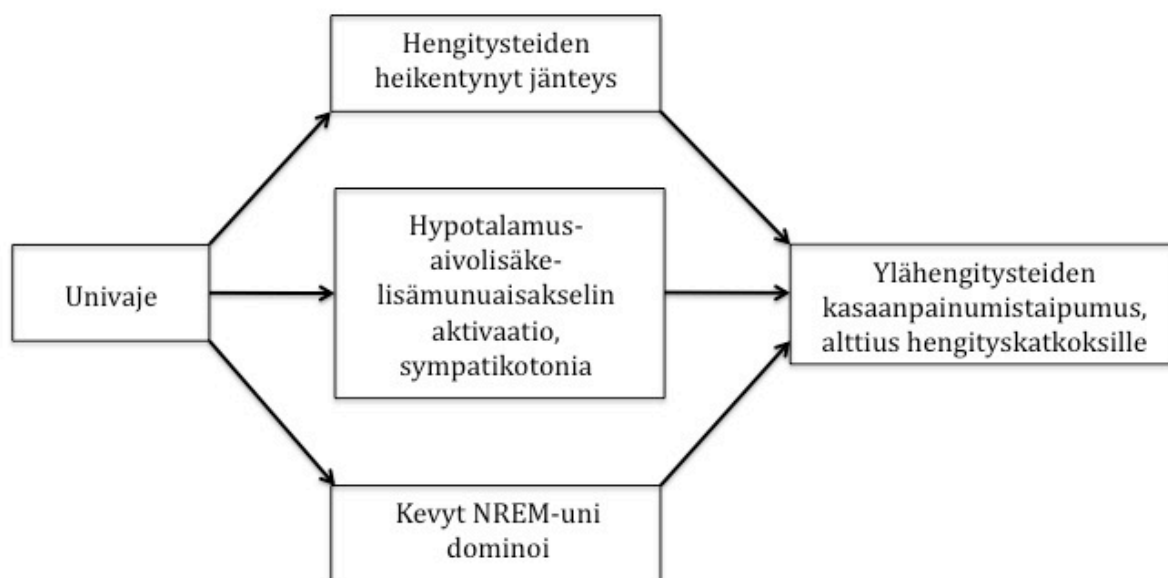 Hengitysteiden
heikentynyt jänteys
Univaje
Hypotalamus-
aivolisäke-
lisämunuaisakselin
aktivaatio,
sympatikotonia
Ylähengitysteiden
kasaanpainumistaipumus,
alttius hengityskatkoksille
Kevyt NREM-uni
dominoi